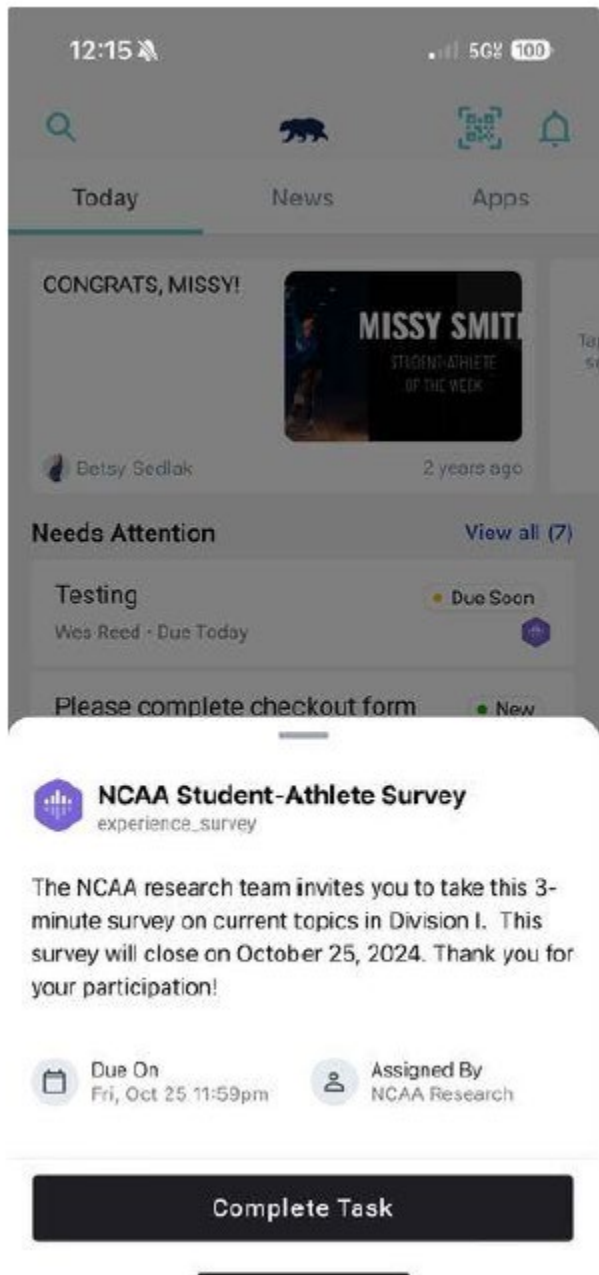 12:15
5G 100
Today News Apps
CONGRATS, MISSY!
MISSY SMIT
STUDENT-ATHLETE
OF THE WEEK
Ta
s
Betsy Sedlak 2 years ago
Needs Attention View all (7)
Testing Due Soon
Wes Reed · Due Today
Please complete checkout form New
NCAA Student-Athlete Survey
experience_survey
The NCAA research team invites you to take this 3-
minute survey on current topics in Division I. This
survey will close on October 25, 2024. Thank you for
your participation!
Due On Assigned By
Fri, Oct 25 11:59pm NCAA Research
Complete Task